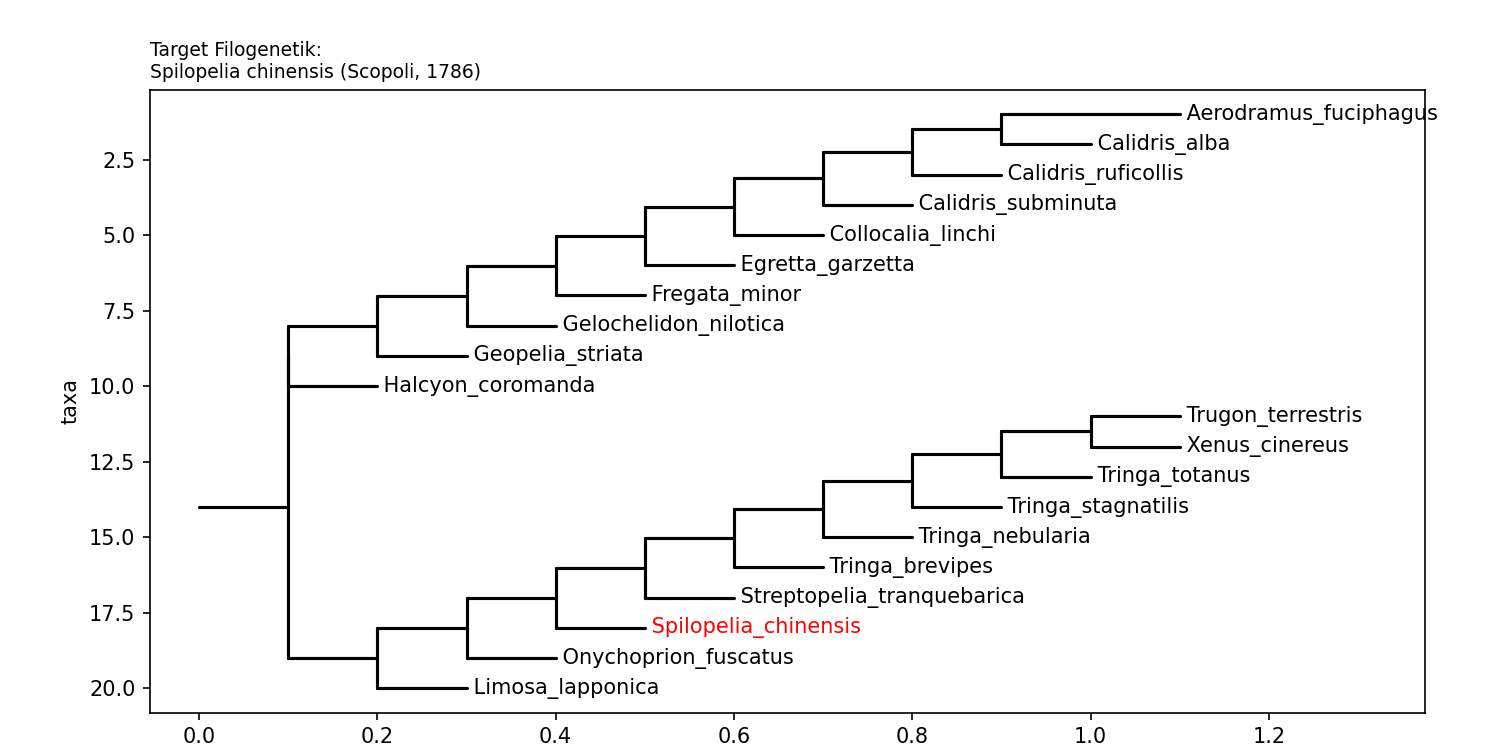 Target Filogenetik:
Spilopelia chinensis (Scopoli, 1786)
Aerodramus_fuciphagus
Calidris_alba
2.5
Calidris_ruficollis
Calidris_subminuta
5.0
Collocalia_linchi
Egretta_garzetta
Fregata_minor
7.5
Gelochelidon_nilotica
Geopelia_striata
taxa
10.0
Halcyon_coromanda
Trugon_terrestris
Xenus_cinereus
12.5
Tringa_totanus
Tringa_stagnatilis
15.0
Tringa_nebularia
Tringa_brevipes
Streptopelia_tranquebarica
17.5
Spilopelia_chinensis
Onychoprion_fuscatus
20.0
Limosa_lapponica
0.0 0.2 0.4 0.6 0.8 1.0 1.2